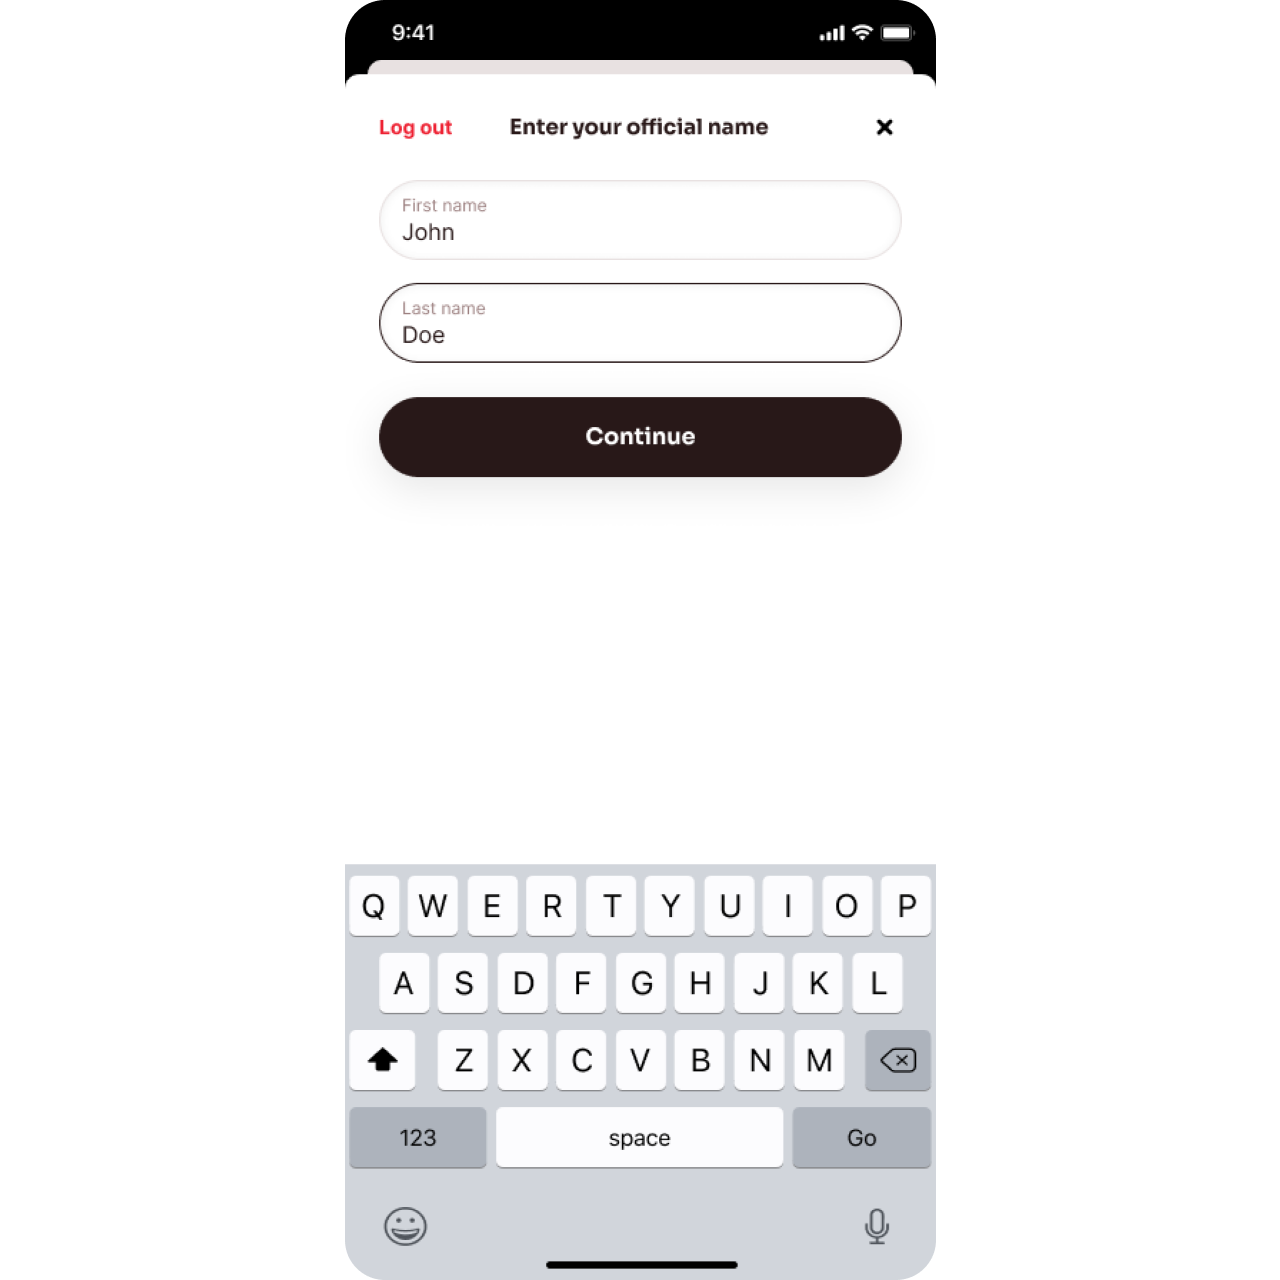 9:41
Log out Enter your official name
First name
John
Last name
Doe
Continue
Q W E R T Y U I O P
A S D F G H J K L
Z X C V B N M
123 space Go